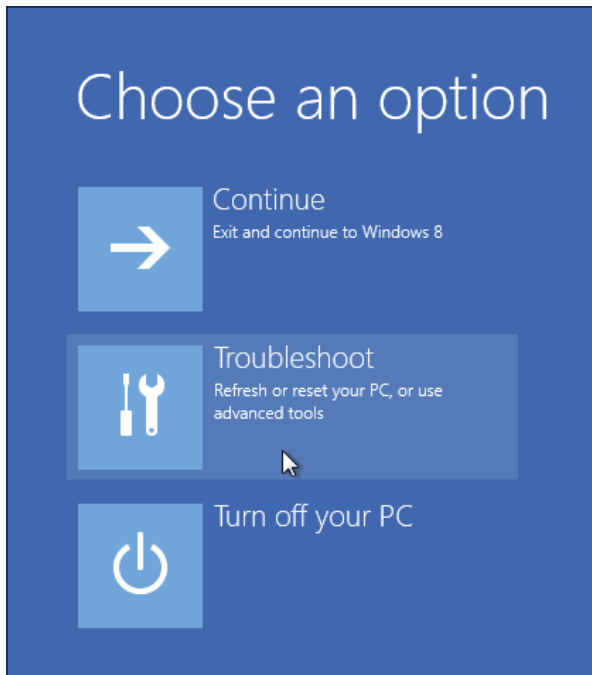 Choose an option
Continue
Exit and continue to Windows 8
Troubleshoot
Refresh or reset your PC, or use
advanced tools
Turn off your PC